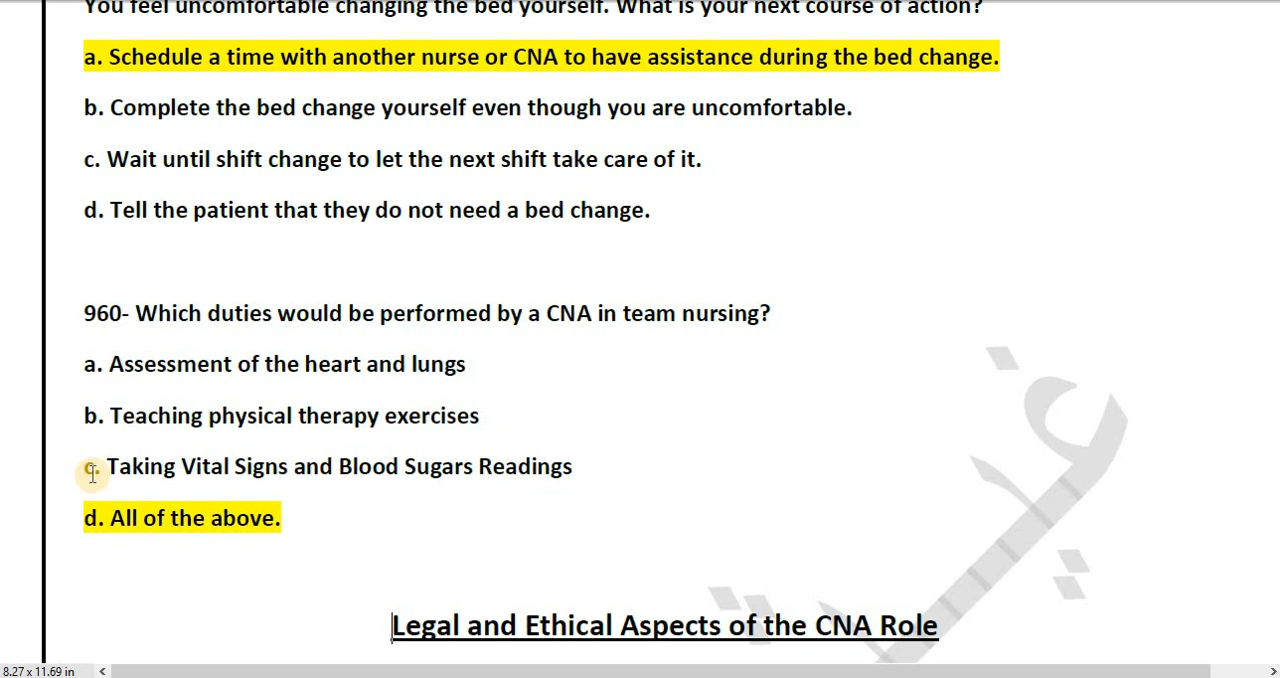 You feel uncomfortable changing the bed yourself. What is your next course of action?
a. Schedule a time with another nurse or CNA to have assistance during the bed change.
b. Complete the bed change yourself even though you are uncomfortable.
c. Wait until shift change to let the next shift take care of it.
d. Tell the patient that they do not need a bed change.
960- Which duties would be performed by a CNA in team nursing?
a. Assessment of the heart and lungs
b. Teaching physical therapy exercises
c. Taking Vital Signs and Blood Sugars Readings
d. All of the above.
Legal and Ethical Aspects of the CNA Role
8.27 x 11.69 in